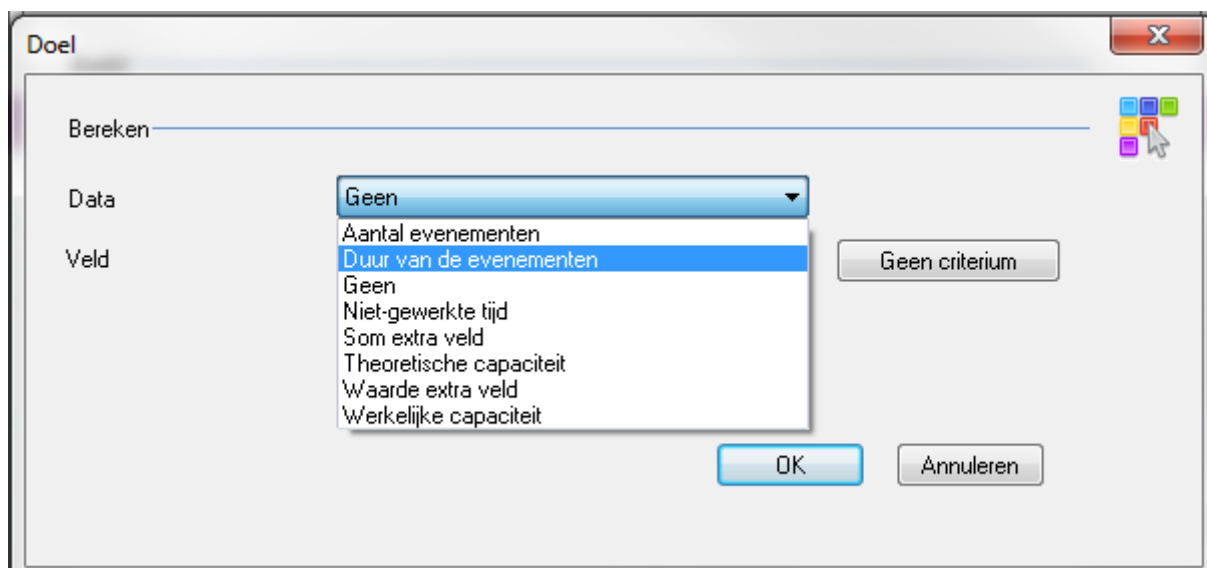 Doel
Bereken
Data
Geen
Aantal evenementen
Veld
Duur van de evenementen
Geen criterium
Geen
Niet-gewerkte tijd
Som extra veld
Theoretische capaciteit
Waarde extra veld
Werkelijke capaciteit
OK
Annuleren